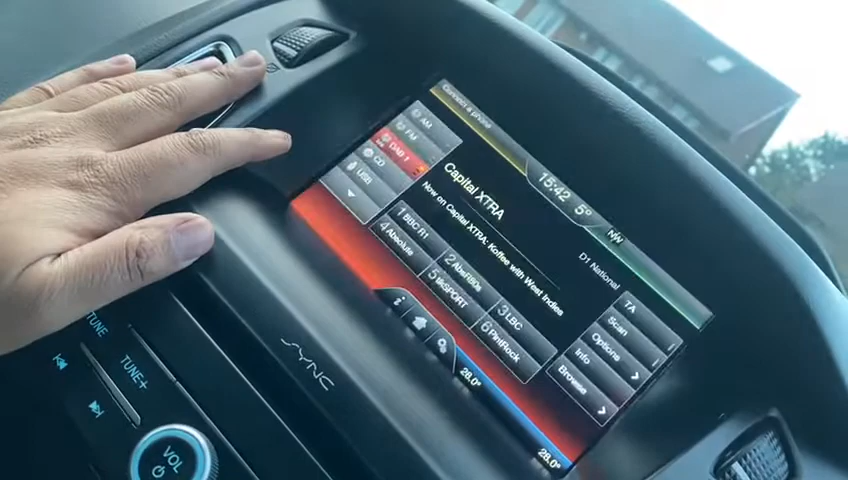 Connect a phone
15:42
5°
NW
AM
FM
DAB 1
CD
USB
Capital XTRA
Now on Capital XTRA: Koffee with West Indies
D1 National
1 BBC R1
2 AbsR80s
3 LBC
4 Absolute
5 talkSPORT
6 PlntRock
TA
Scan
Options
Info
Browse
28.0°
28.0°
SYNC
TUNE
TUNE+
VOL